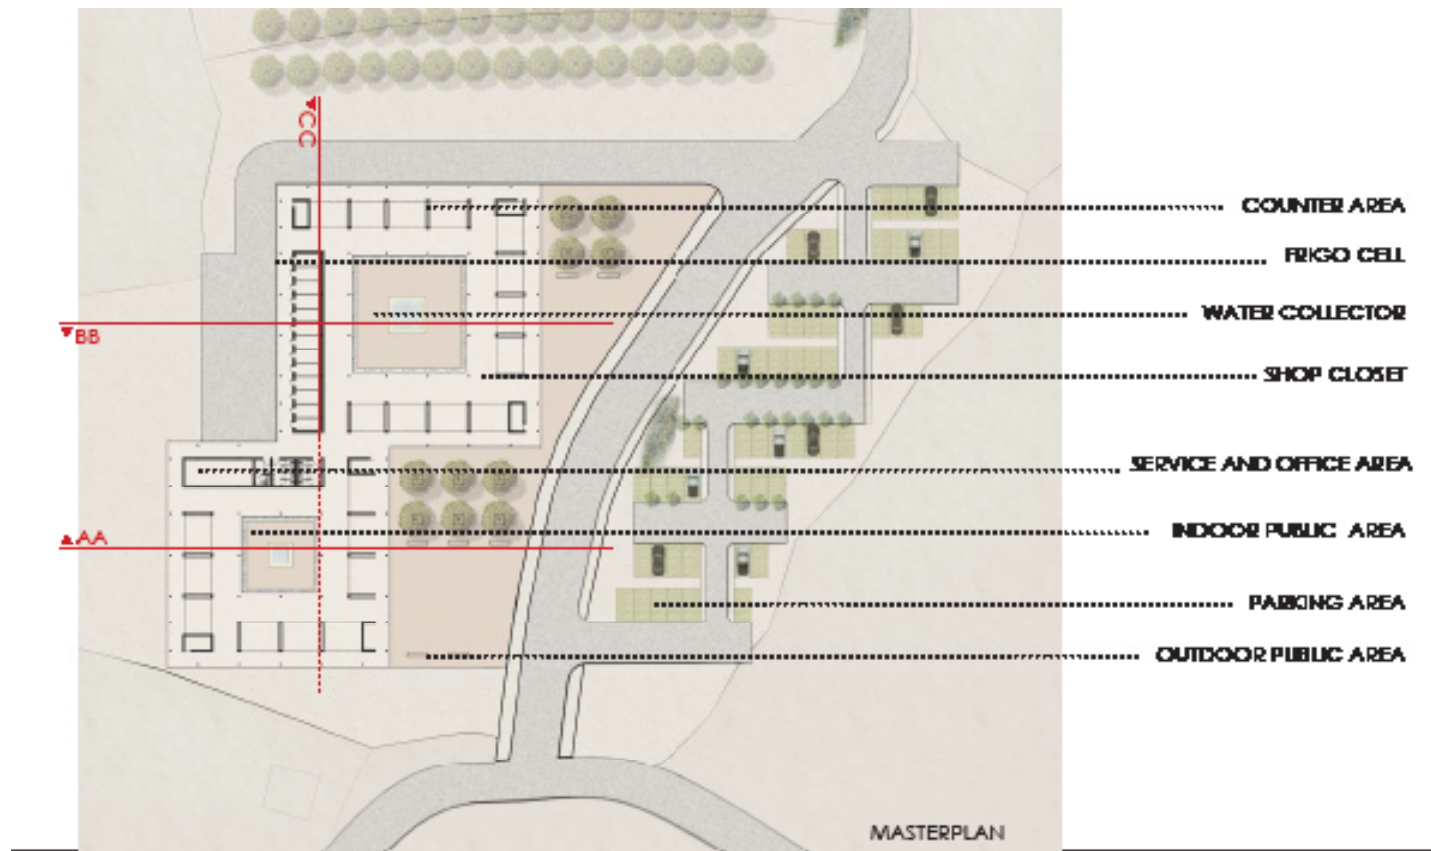 CC
COUNTER AREA
FRIGO CELL
WATER COLLECTOR
BB
SHOP CLOSET
SERVICE AND OFFICE AREA
AA
INDOOR PUBLIC AREA
PARKING AREA
OUTDOOR PUBLIC AREA
MASTERPLAN